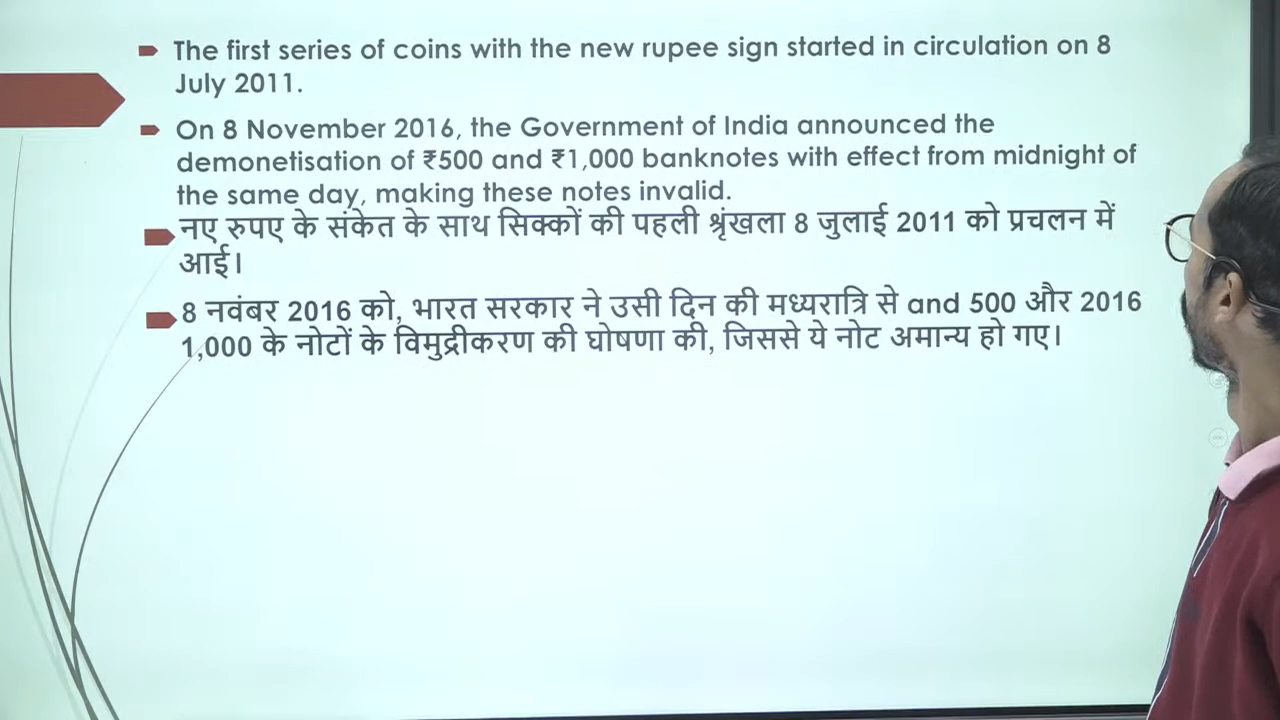 The first series of coins with the new rupee sign started in circulation on 8
July 2011.
On 8 November 2016, the Government of India announced the
demonetisation of ₹500 and ₹1,000 banknotes with effect from midnight of
the same day, making these notes invalid.
नए रुपए के संकेत के साथ सिक्कों की पहली श्रृंखला 8 जुलाई 2011 को प्रचलन में
आई।
8 नवंबर 2016 को, भारत सरकार ने उसी दिन की मध्यरात्रि से and 500 और 2016
1,000 के नोटों के विमुद्रीकरण की घोषणा की, जिससे ये नोट अमान्य हो गए।